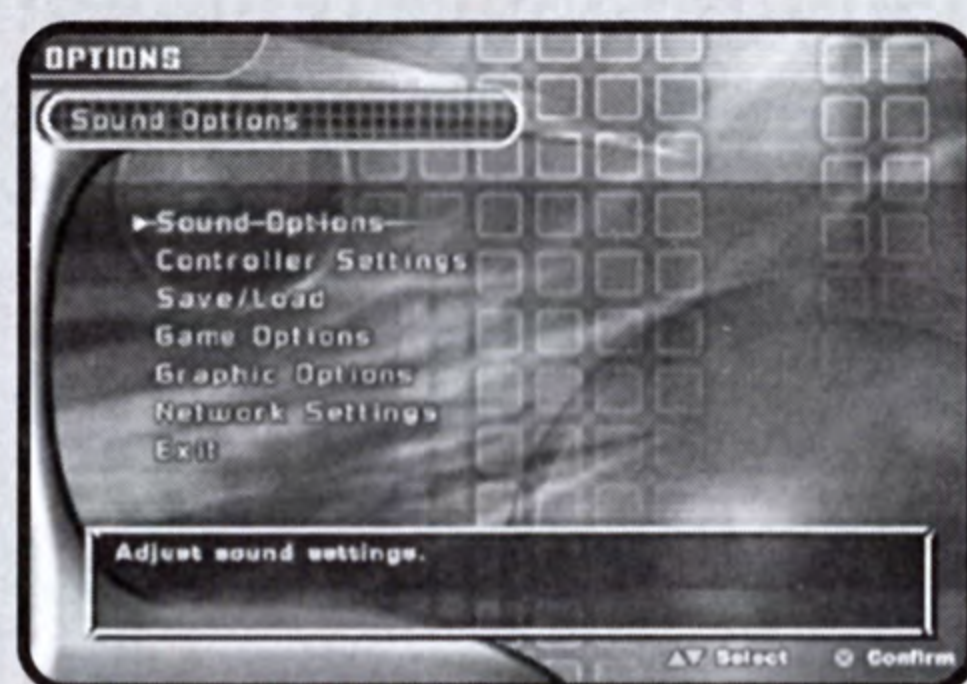 OPTIONS
Sound Options
Sound Options
Controller Settings
Save/Load
Game Options
Graphic Options
Network Settings
Exit
Adjust sound settings.
▲▼ Select ⊗ Confirm